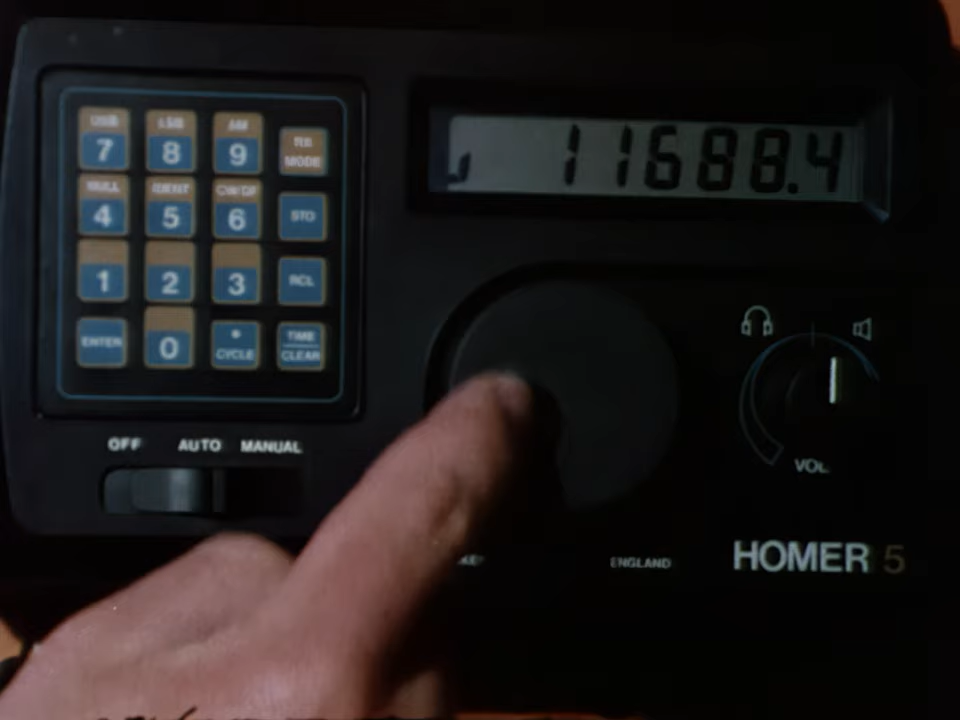 11688.4
USB LSB AM
7 8 9 MODE
NULL IDENT CW/DF
4 5 6 STO
1 2 3 RCL
ENTER 0 • CYCLE TIME CLEAR
OFF AUTO MANUAL
VOL
ENGLAND
HOMER 5